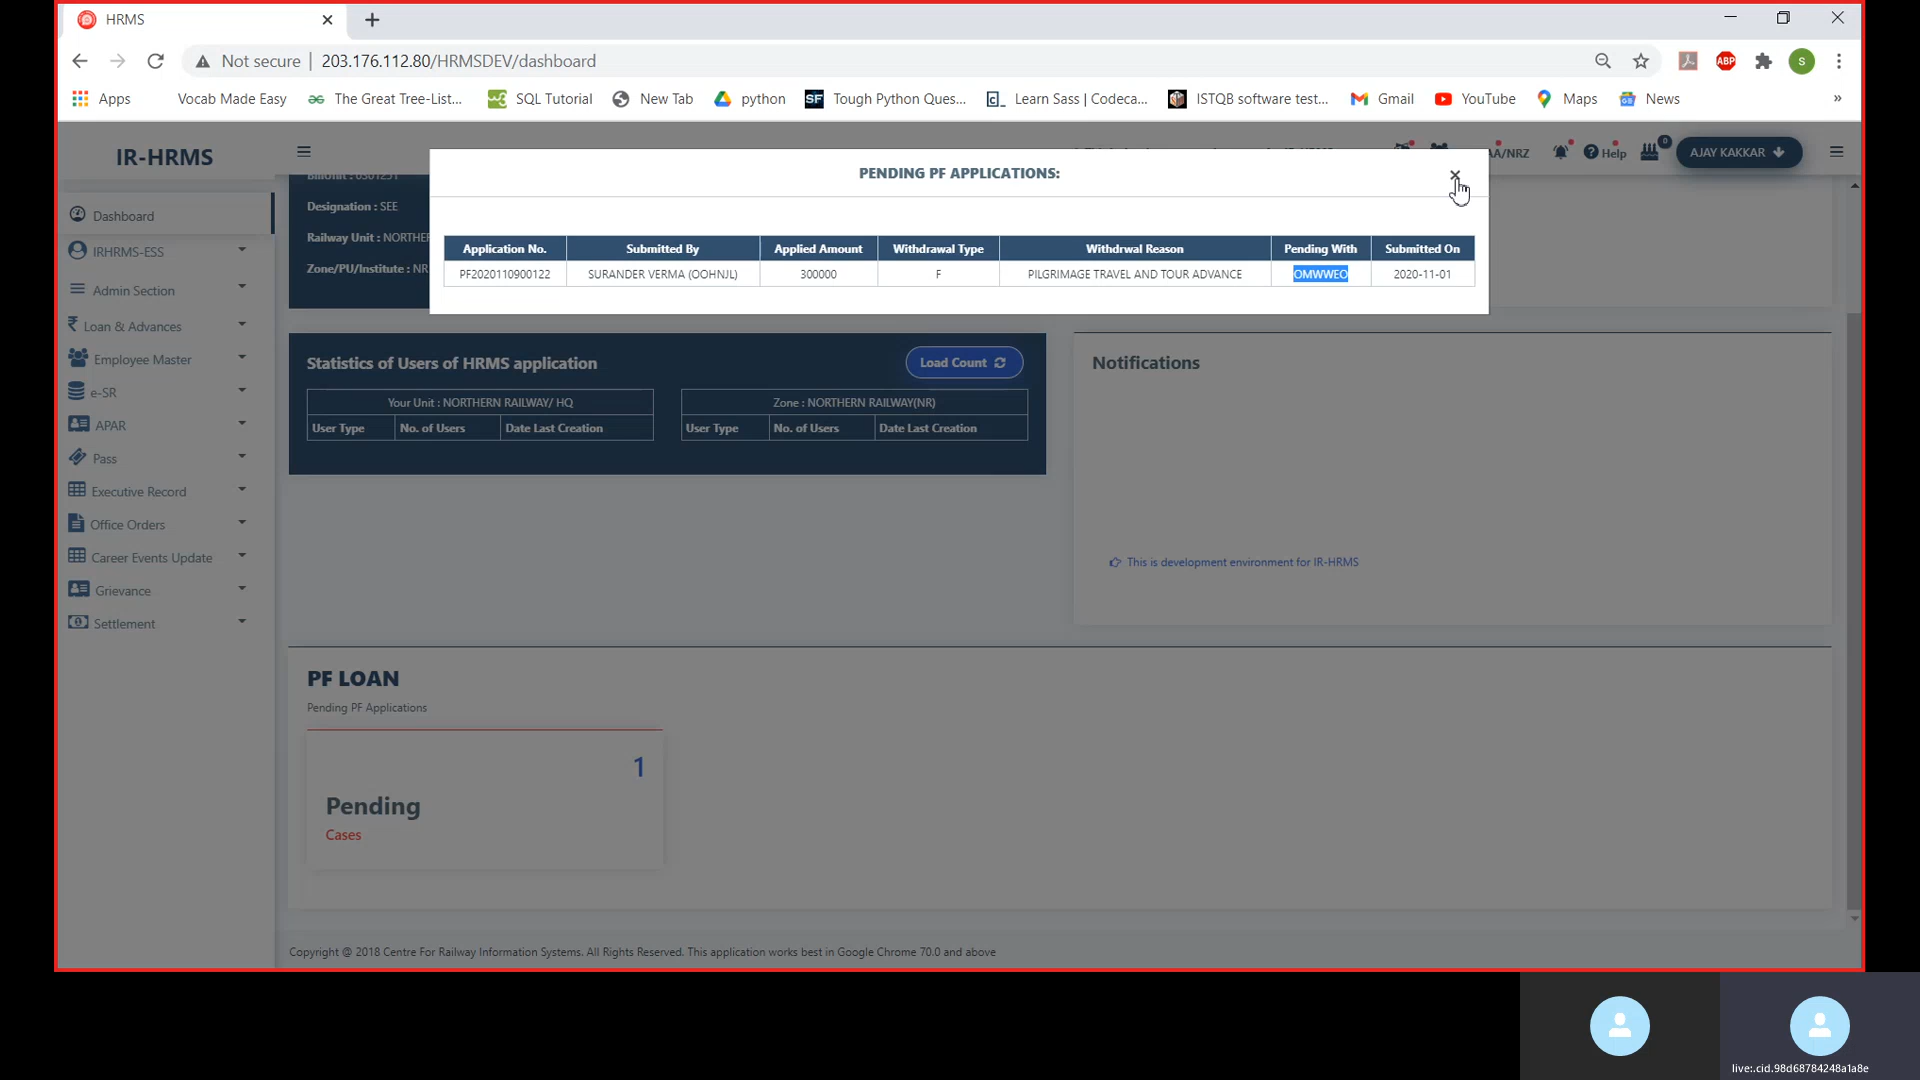 HRMS
Not secure | 203.176.112.80/HRMSDEV/dashboard
S
Apps Vocab Made Easy The Great Tree-List... SQL Tutorial New Tab python Tough Python Ques... Learn Sass | Codeca... ISTQB software test... Gmail YouTube Maps News »
IR-HRMS
AA/NRZ Help 0 AJAY KAKKAR
PENDING PF APPLICATIONS:
Application No. Submitted By Applied Amount Withdrawal Type Withdrwal Reason Pending With Submitted On
PF2020110900122 SURANDER VERMA (OOHNJL) 300000 F PILGRIMAGE TRAVEL AND TOUR ADVANCE OMWWEO 2020-11-01
Designation : SEE
Zone/PU/Institute : NR
Dashboard
IRHRMS-ESS
Admin Section
Loan & Advances
Employee Master
e-SR
APAR
Pass
Executive Record
Office Orders
Career Events Update
Grievance
Settlement
Statistics of Users of HRMS application
Load Count
Your Unit : NORTHERN RAILWAY/ HQ
User Type No. of Users Date Last Creation
Zone : NORTHERN RAILWAY(NR)
User Type No. of Users Date Last Creation
Notifications
This is development environment for IR-HRMS
PF LOAN
Pending PF Applications
1
Pending
Cases
Copyright @ 2018 Centre For Railway Information Systems. All Rights Reserved. This application works best in Google Chrome 70.0 and above
live:.cid.98d68784248a1a8e